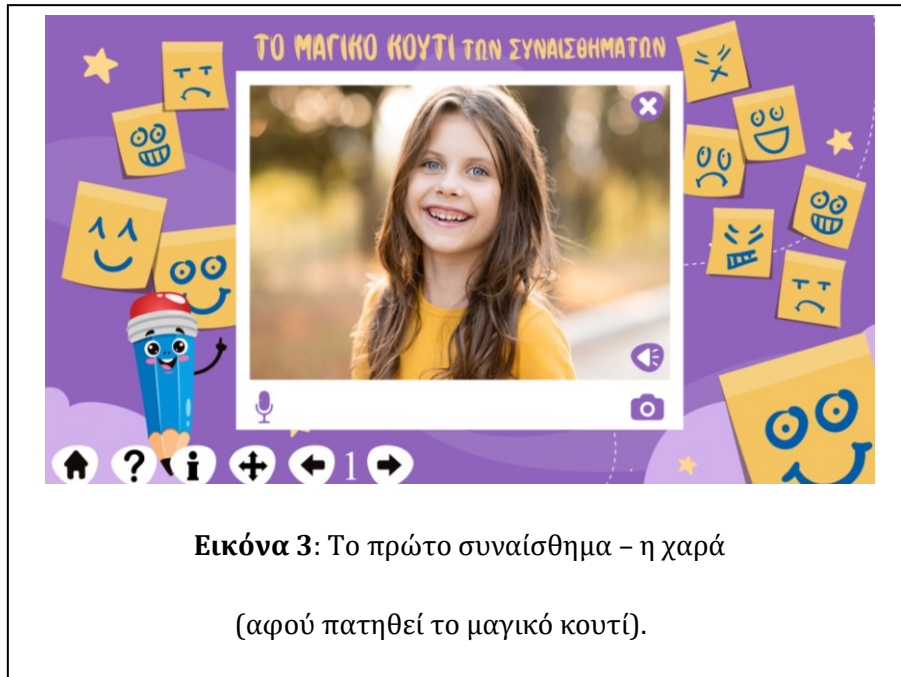 ΤΟ ΜΑΓΙΚΟ ΚΟΥΤΙ ΤΩΝ ΣΥΝΑΙΣΘΗΜΑΤΩΝ
? i 1
Εικόνα 3: Το πρώτο συναίσθημα – η χαρά
(αφού πατηθεί το μαγικό κουτί).